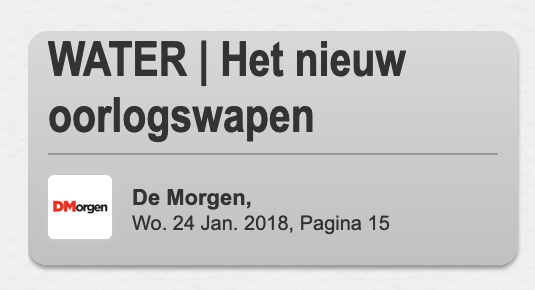 WATER | Het nieuw
oorlogswapen
DMorgen
De Morgen,
Wo. 24 Jan. 2018, Pagina 15